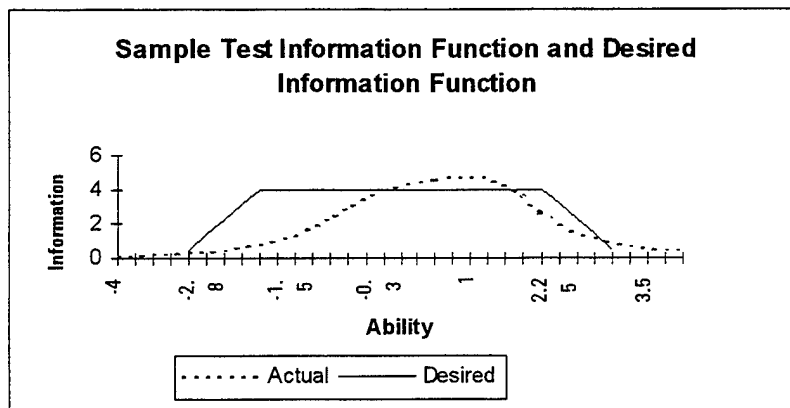 Sample Test Information Function and Desired
Information Function
Information
6
4
2
0
-4
-2.
8
-1.
5
-0.
3
1
2.2
5
3.5
Ability
Actual
Desired